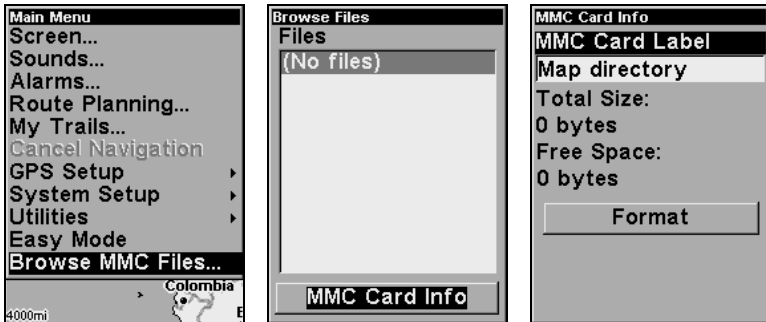 Main Menu
Screen...
Sounds...
Alarms...
Route Planning...
My Trails...
Cancel Navigation
GPS Setup
System Setup
Utilities
Easy Mode
Browse MMC Files...
Colombia
4000mi
E
Browse Files
Files
(No files)
MMC Card Info
MMC Card Info
MMC Card Label
Map directory
Total Size:
0 bytes
Free Space:
0 bytes
Format